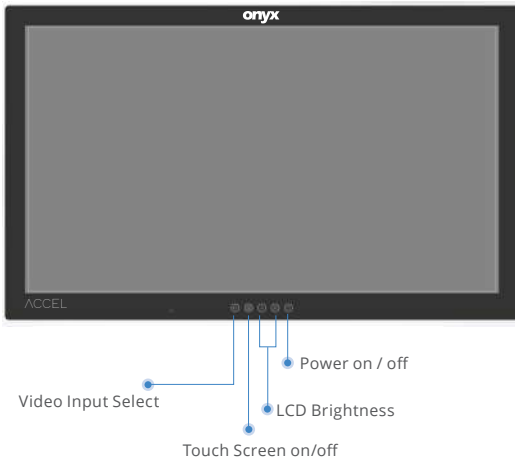 onyx
ACCEL
Power on / off
Video Input Select
LCD Brightness
Touch Screen on/off